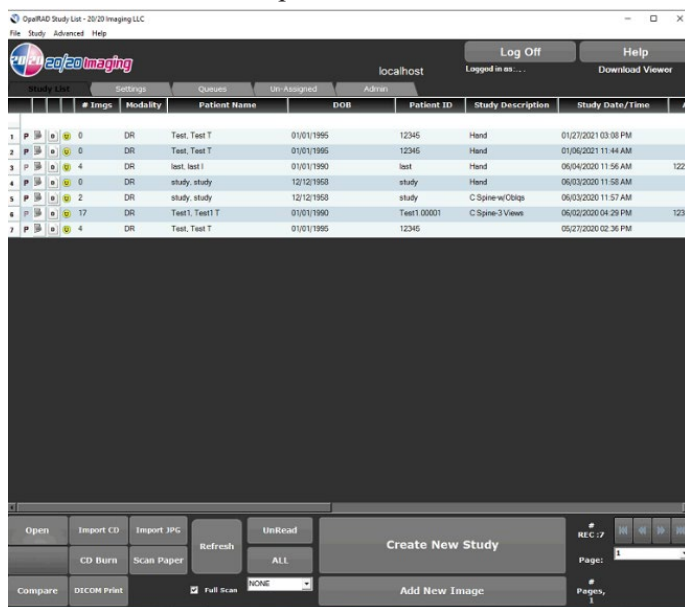 OpalRAD Study List - 20/20 Imaging LLC
File Study Advanced Help
20/20 20/20 Imaging
localhost
Log Off
Logged in as:...
Help
Download Viewer
Study List Settings Queues Un-Assigned Admin
# Imgs Modality Patient Name DOB Patient ID Study Description Study Date/Time A
1 P 0 DR Test, Test T 01/01/1995 12345 Hand 01/27/2021 03:08 PM
2 P 0 DR Test, Test T 01/01/1995 12345 Hand 01/06/2021 11:44 AM
3 P 4 DR last, last l 01/01/1990 last Hand 06/04/2020 11:56 AM 122
4 P 0 DR study, study 12/12/1958 study Hand 06/03/2020 11:58 AM
5 P 2 DR study, study 12/12/1958 study C Spine-w/Oblqs 06/03/2020 11:57 AM
6 P 17 DR Test1, Test1 T 01/01/1990 Test1.00001 C Spine-3 Views 06/02/2020 04:29 PM 123
7 P 4 DR Test, Test T 01/01/1995 12345 05/27/2020 02:36 PM
Open Import CD Import JPG Refresh UnRead Create New Study # REC :7
CD Burn Scan Paper ALL Page: 1
Compare DICOM Print Full Scan NONE Add New Image # Pages, 1